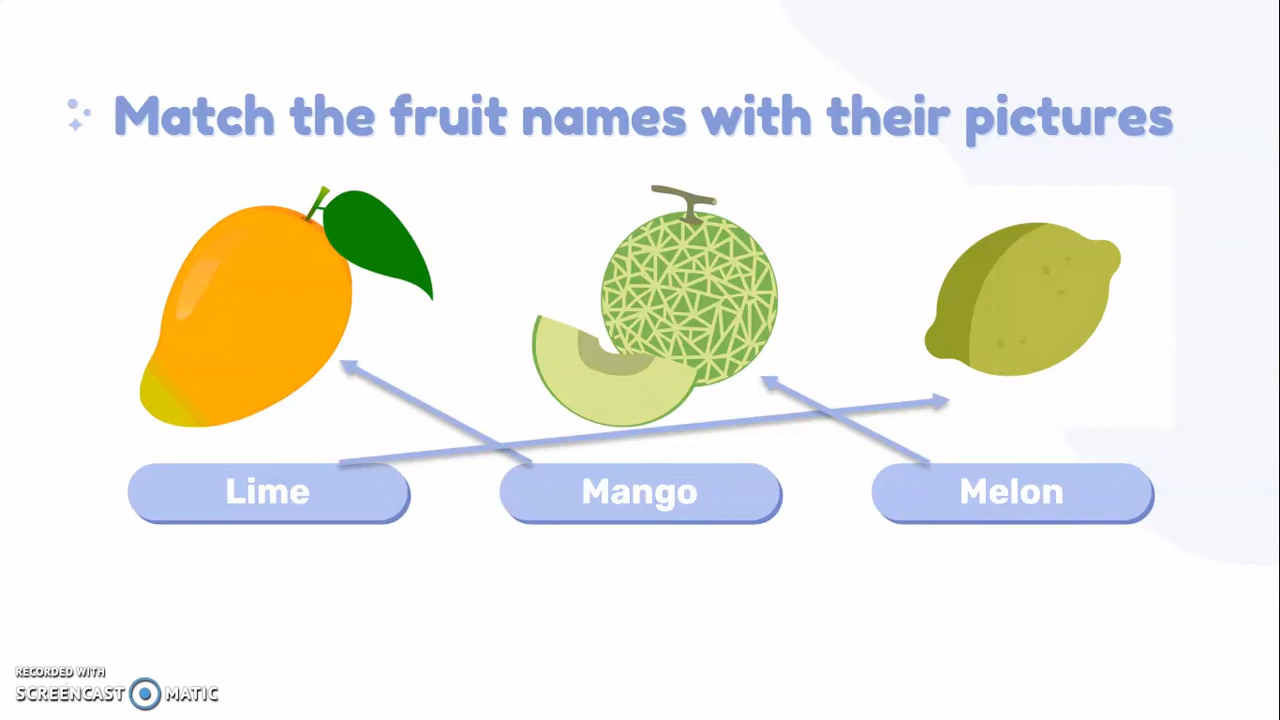 Match the fruit names with their pictures
Lime
Mango
Melon
RECORDED WITH
SCREENCAST MATIC